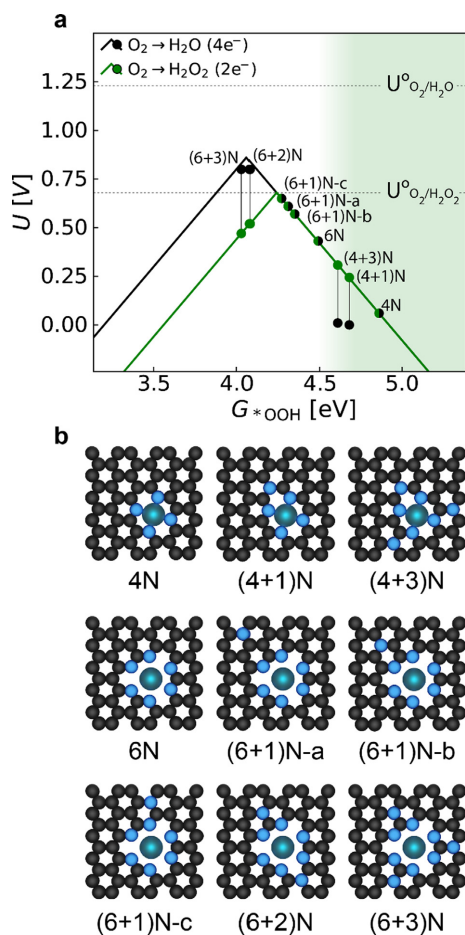 a
O₂ → H₂O (4e⁻)
O₂ → H₂O₂ (2e⁻)
1.25
U°O₂/H₂O
1.00
(6+3)N
(6+2)N
0.75
U°O₂/H₂O₂
(6+1)N-c
(6+1)N-a
(6+1)N-b
0.50
6N
(4+3)N
0.25
(4+1)N
4N
0.00
U [V]
3.5 4.0 4.5 5.0
G*OOH [eV]
b
4N (4+1)N (4+3)N
6N (6+1)N-a (6+1)N-b
(6+1)N-c (6+2)N (6+3)N